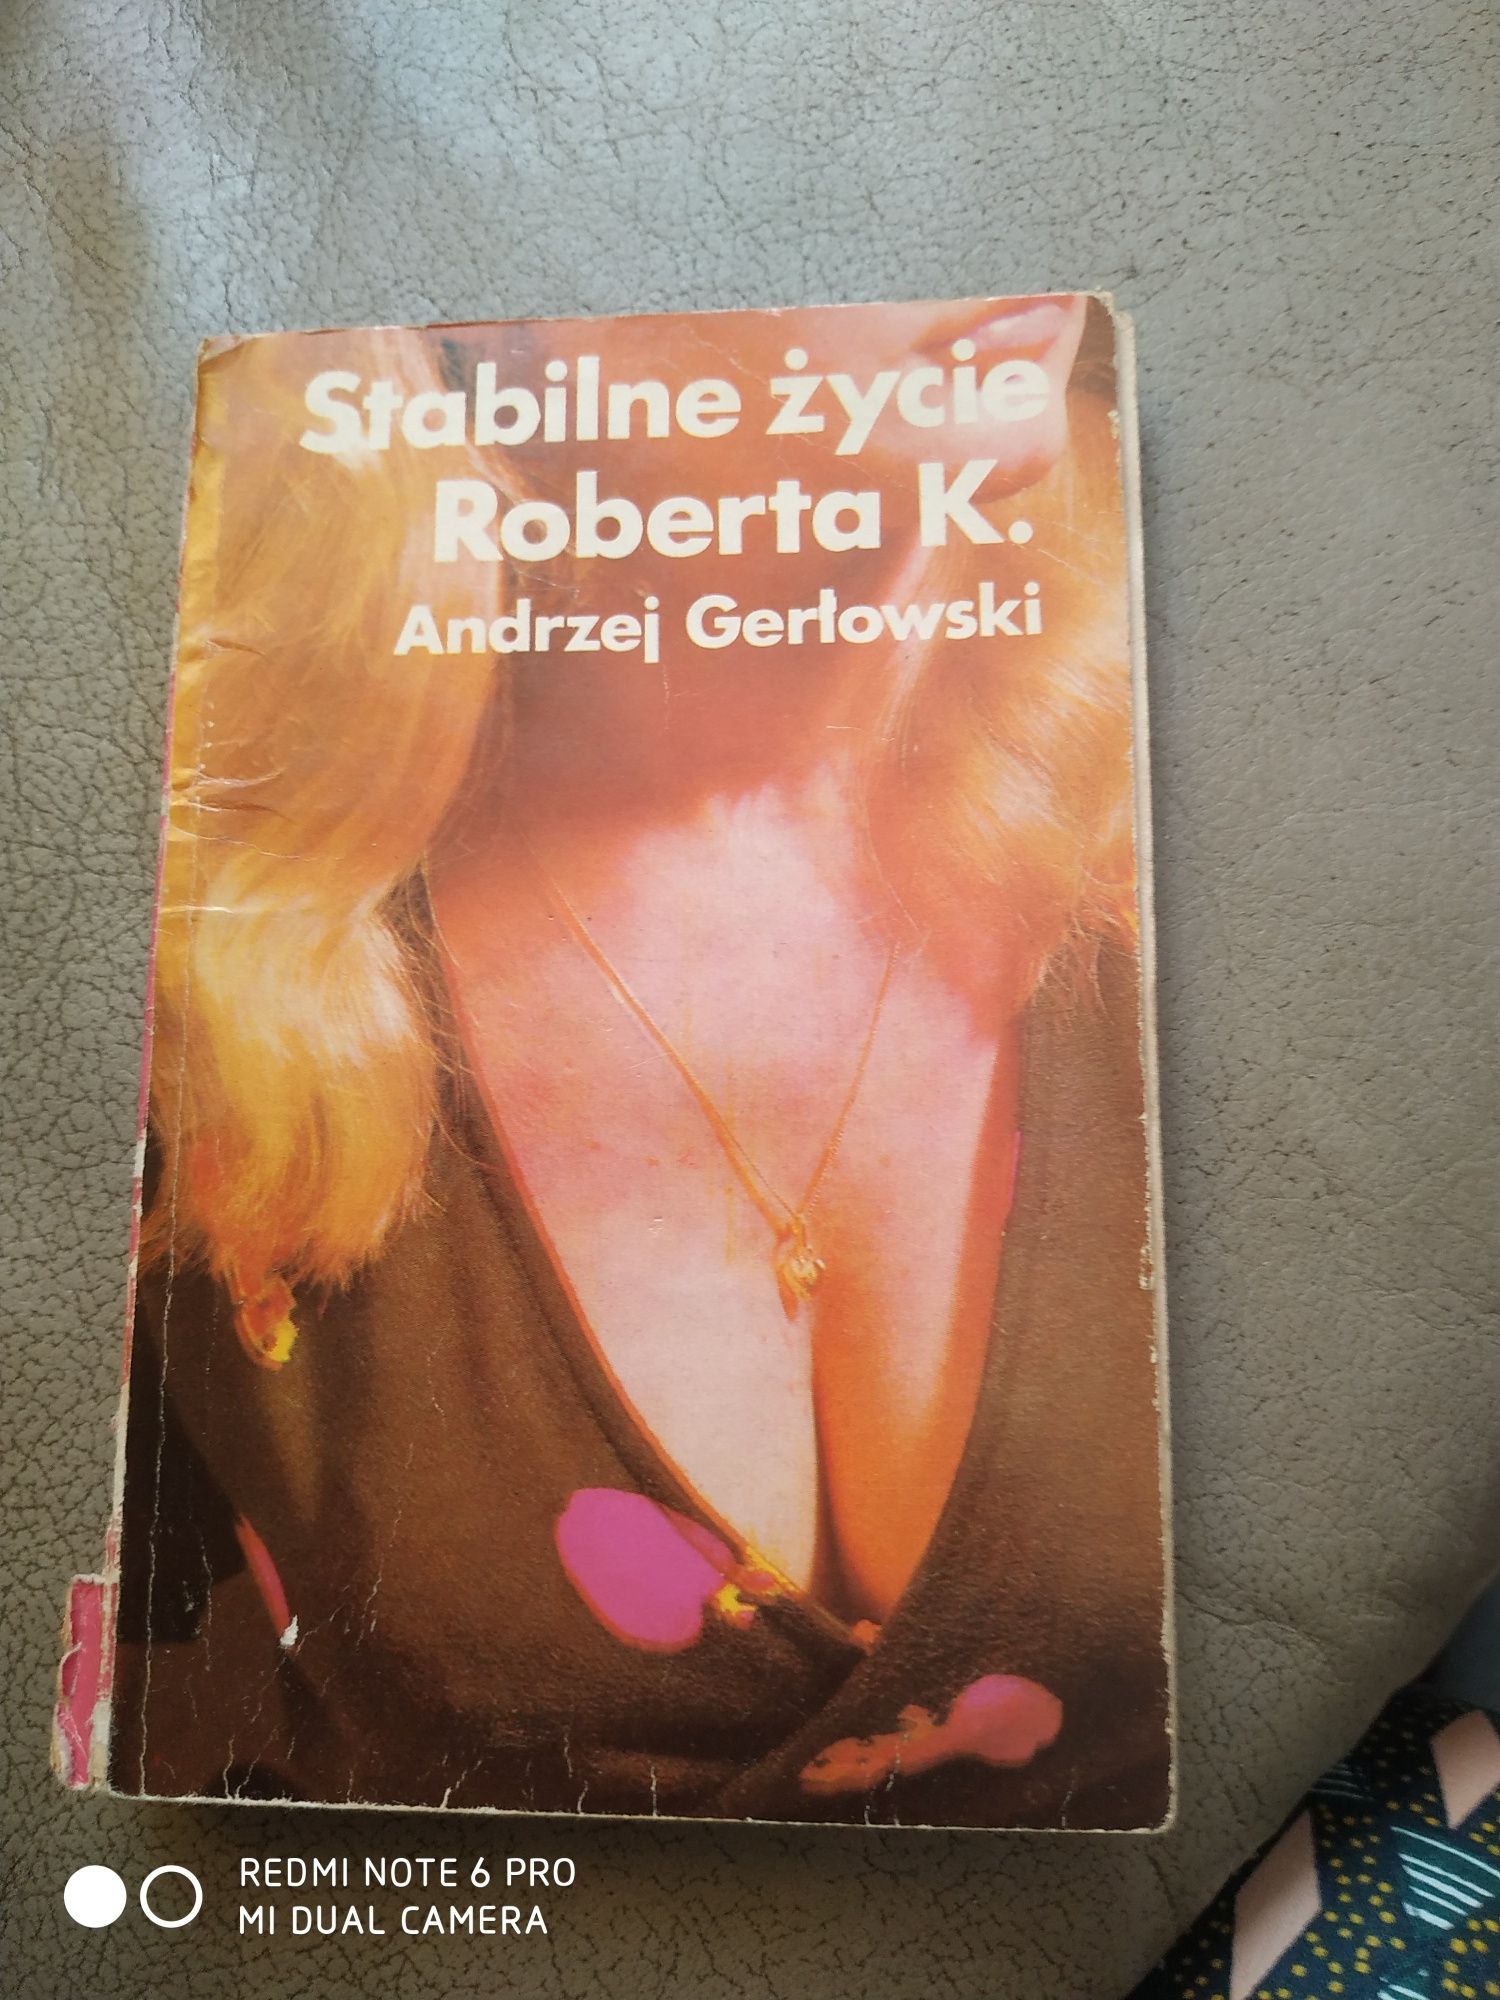 Stabilne życie
Roberta K.
Andrzej Gerłowski
REDMI NOTE 6 PRO
MI DUAL CAMERA